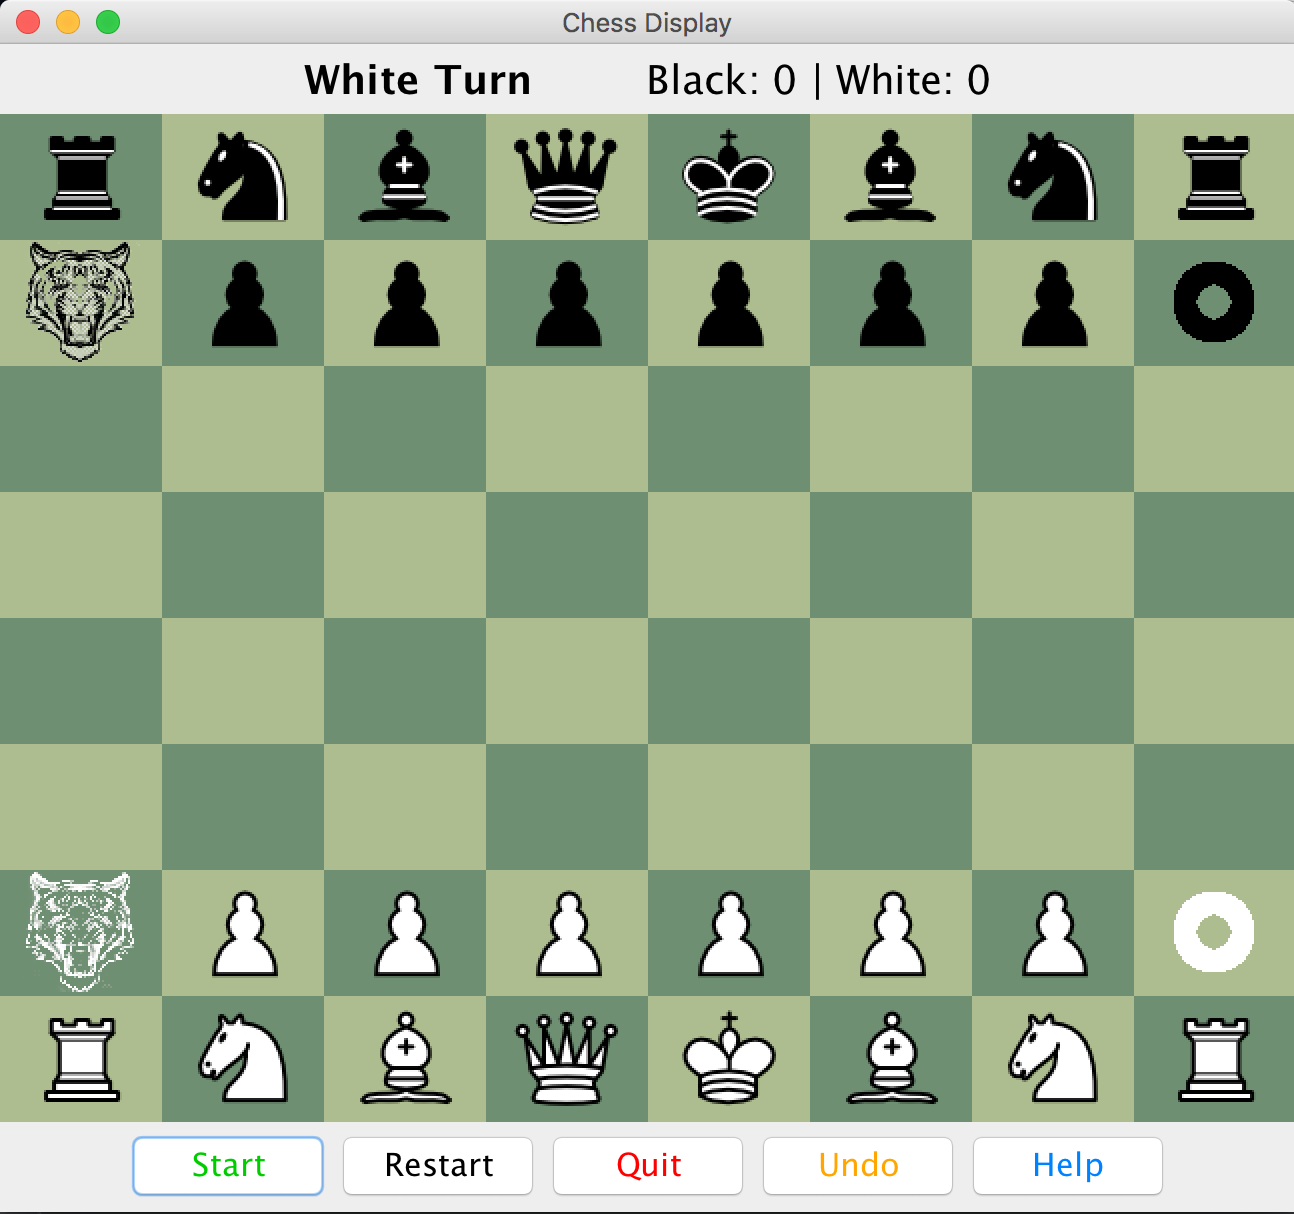 Chess Display
White Turn Black: 0 | White: 0
Start Restart Quit Undo Help